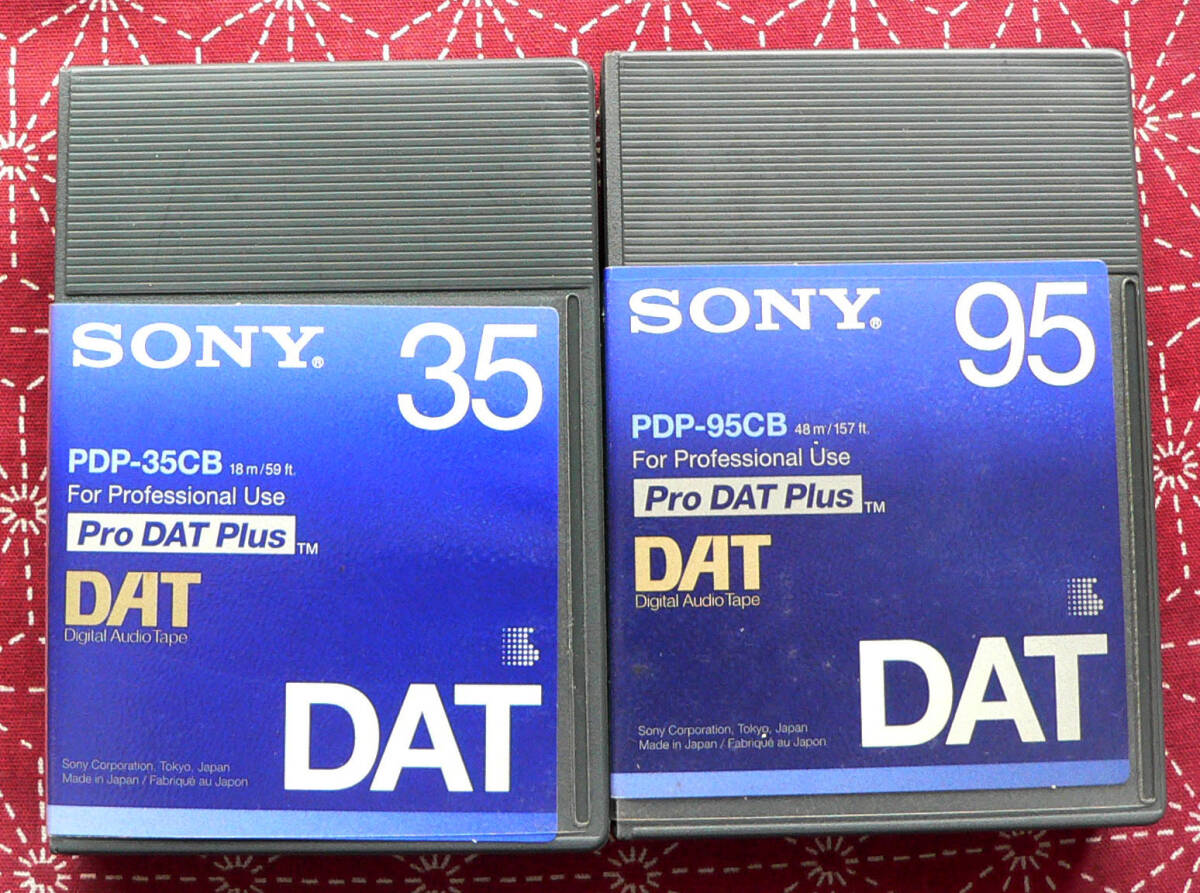 SONY®
35
PDP-35CB 18 m/59 ft.
For Professional Use
Pro DAT Plus TM
DAT
Digital Audio Tape
DAT
Sony Corporation, Tokyo, Japan
Made in Japan / Fabriqué au Japon
SONY®
95
PDP-95CB 48 m/157 ft.
For Professional Use
Pro DAT Plus TM
DAT
Digital Audio Tape
DAT
Sony Corporation, Tokyo, Japan
Made in Japan / Fabriqué au Japon